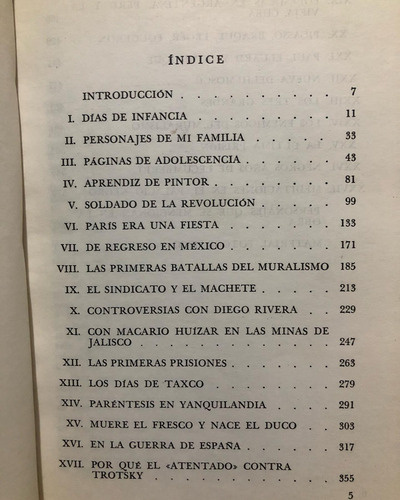 ÍNDICE
INTRODUCCIÓN 7
I. DÍAS DE INFANCIA 11
II. PERSONAJES DE MI FAMILIA 33
III. PÁGINAS DE ADOLESCENCIA 43
IV. APRENDIZ DE PINTOR 81
V. SOLDADO DE LA REVOLUCIÓN 99
VI. PARÍS ERA UNA FIESTA 133
VII. DE REGRESO EN MÉXICO 171
VIII. LAS PRIMERAS BATALLAS DEL MURALISMO 185
IX. EL SINDICATO Y EL MACHETE 213
X. CONTROVERSIAS CON DIEGO RIVERA 229
XI. CON MACARIO HUÍZAR EN LAS MINAS DE
JALISCO 247
XII. LAS PRIMERAS PRISIONES 263
XIII. LOS DÍAS DE TAXCO 279
XIV. PARÉNTESIS EN YANQUILANDIA 291
XV. MUERE EL FRESCO Y NACE EL DUCO 303
XVI. EN LA GUERRA DE ESPAÑA 317
XVII. POR QUÉ EL «ATENTADO» CONTRA
TROTSKY 355
5